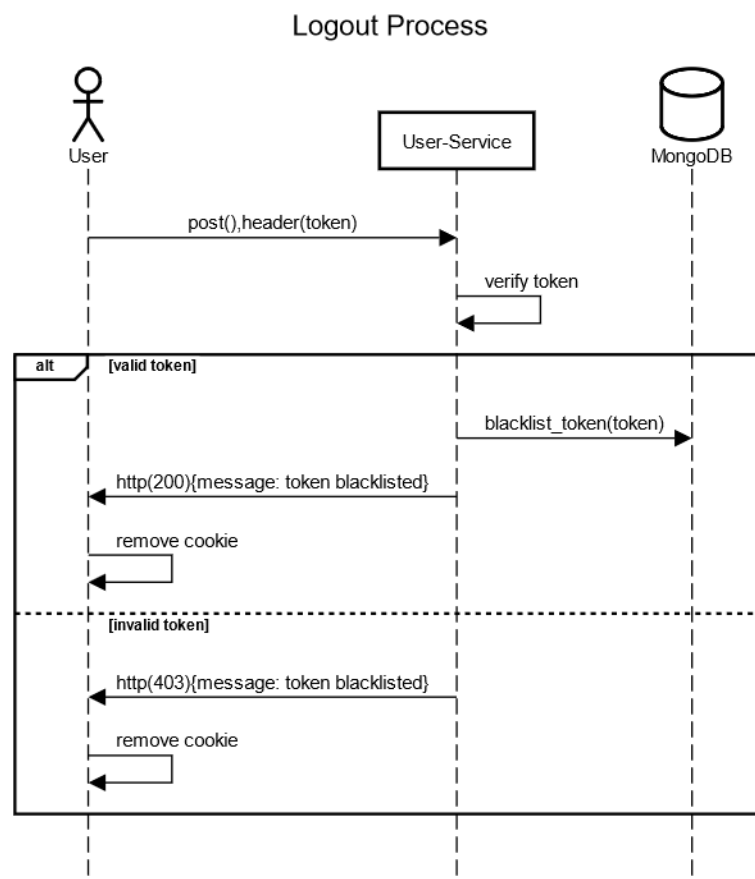 Logout Process
User
User-Service
MongoDB
post(),header(token)
verify token
alt
[valid token]
blacklist_token(token)
http(200){message: token blacklisted}
remove cookie
[invalid token]
http(403){message: token blacklisted}
remove cookie